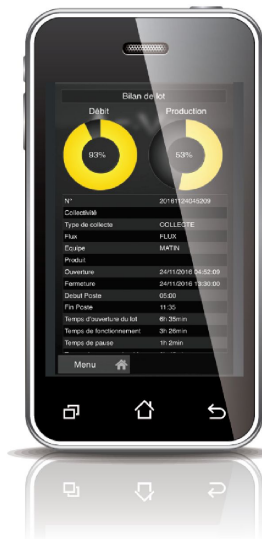 Bilan de lot
Débit Production
93% 53%
N° 20161124045209
Collectivité
Type de collecte COLLECTE
Flux FLUX
Equipe MATIN
Produit
Ouverture 24/11/2016 04:52:09
Fermeture 24/11/2016 13:30:00
Debut Poste 05:00
Fin Poste 11:35
Temps d'ouverture du lot 6h 35min
Temps de fonctionnement 3h 26min
Temps de pause 1h 2min
Menu